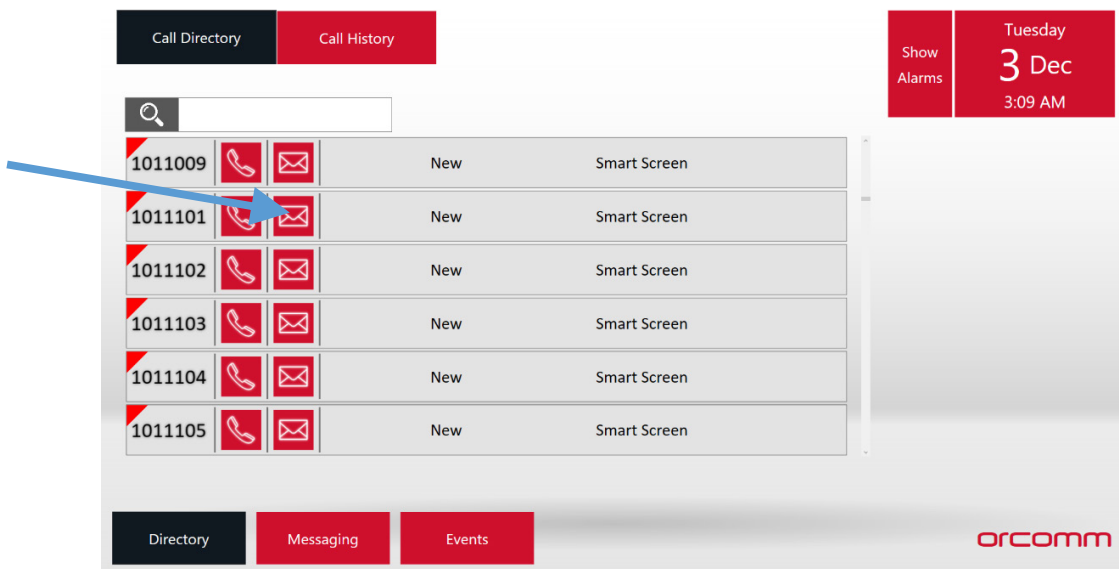 Call Directory Call History
Show Alarms
Tuesday
3 Dec
3:09 AM
1011009 New Smart Screen
1011101 New Smart Screen
1011102 New Smart Screen
1011103 New Smart Screen
1011104 New Smart Screen
1011105 New Smart Screen
Directory Messaging Events
orcomm